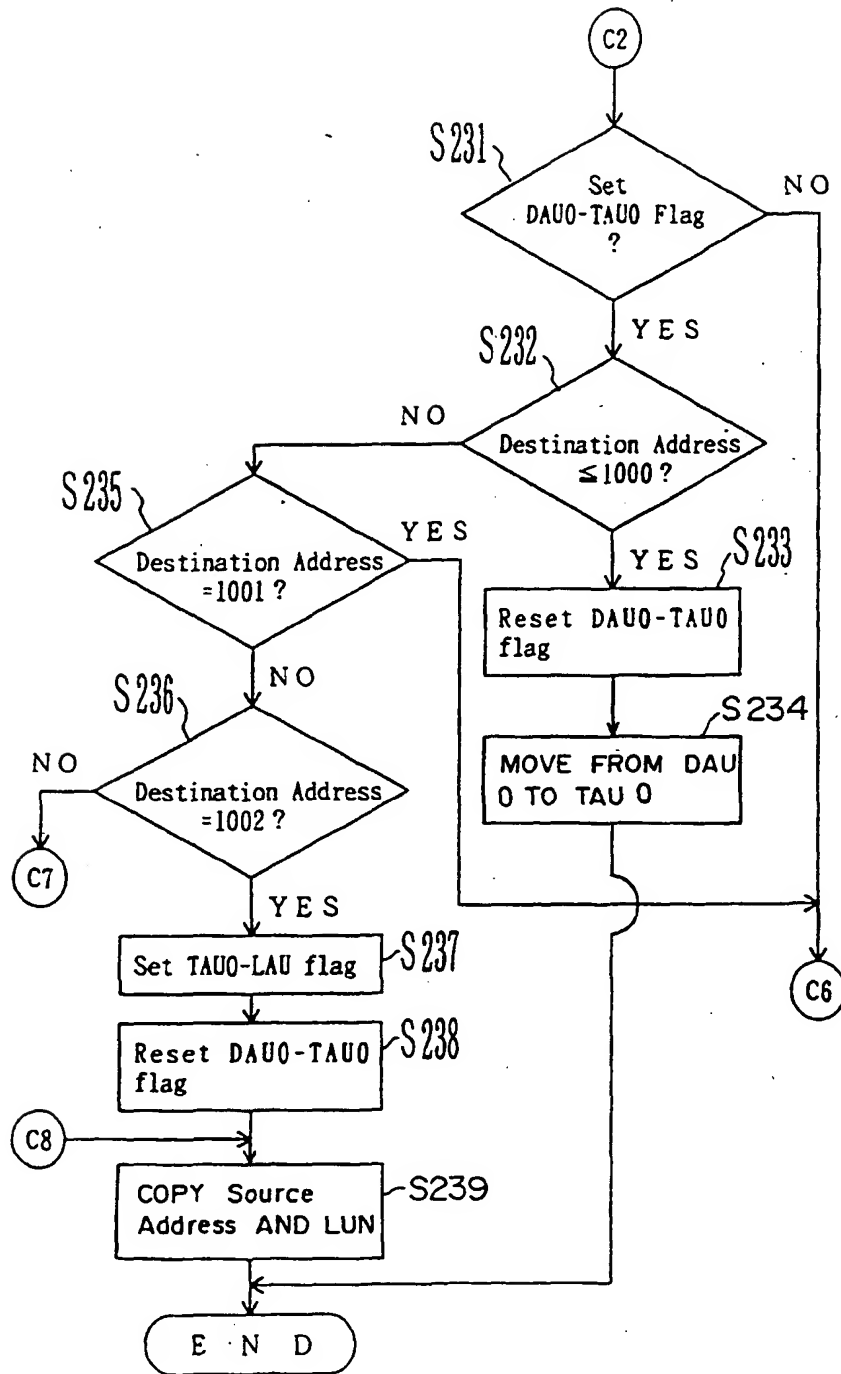 C2
S231
Set
DAU0-TAU0 Flag
?
NO
YES
S232
NO
Destination Address
≦1000?
S235
YES
Destination Address
=1001?
YES
S233
Reset DAU0-TAU0
flag
NO
S236
S234
MOVE FROM DAU
0 TO TAU 0
NO
Destination Address
=1002?
C7
YES
Set TAU0-LAU flag
S237
C6
Reset DAU0-TAU0
flag
S238
C8
COPY Source
Address AND LUN
S239
E N D